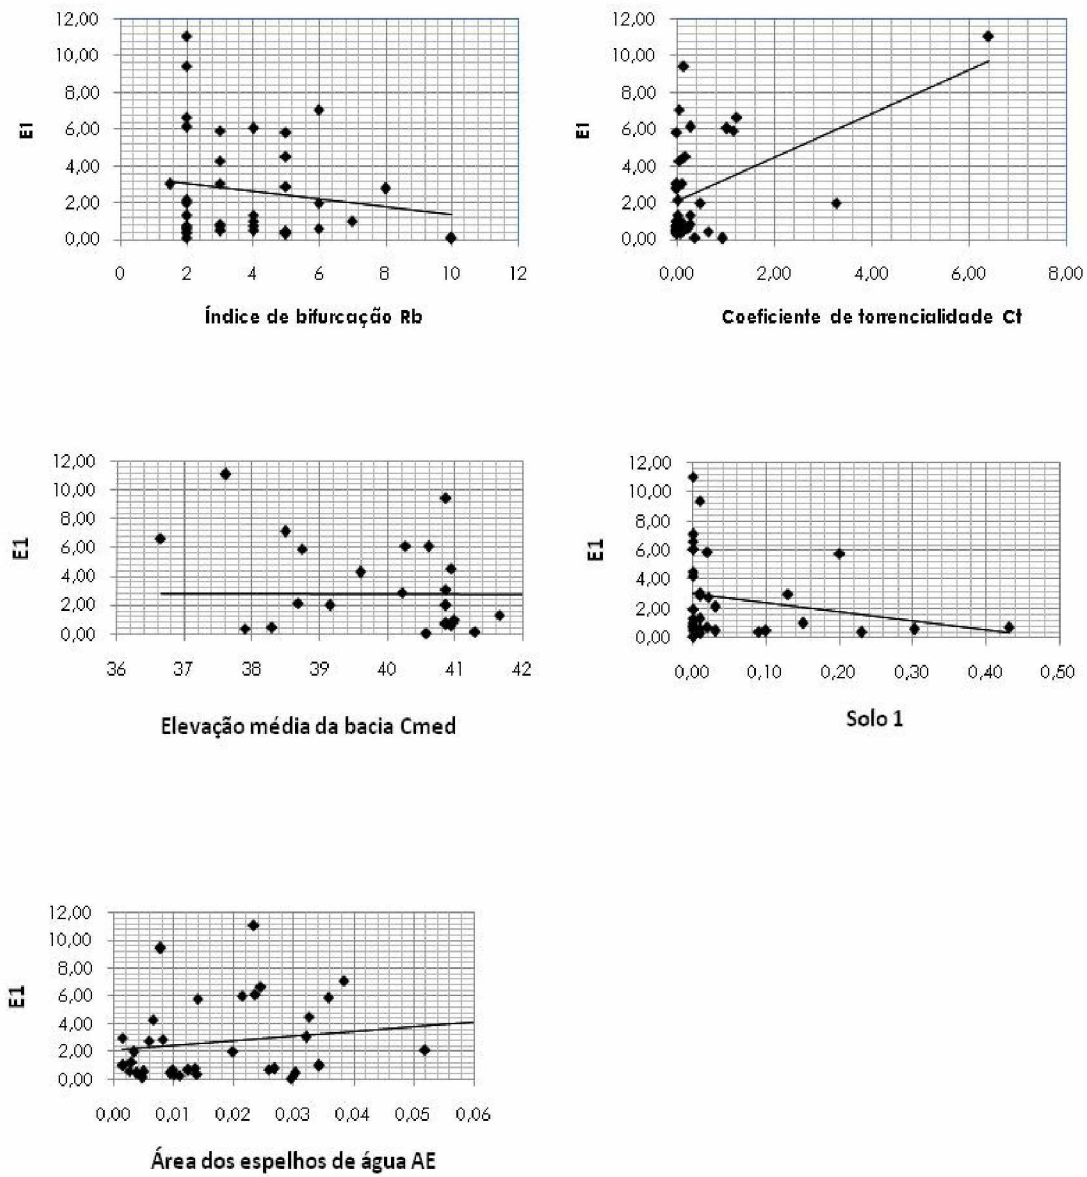 12,00
10,00
8,00
6,00
4,00
2,00
0,00
E1
0 2 4 6 8 10 12
Índice de bifurcação Rb
12,00
10,00
8,00
6,00
4,00
2,00
0,00
E1
0,00 2,00 4,00 6,00 8,00
Coeficiente de torrencialidade Ct
12,00
10,00
8,00
6,00
4,00
2,00
0,00
E1
36 37 38 39 40 41 42
Elevação média da bacia Cmed
12,00
10,00
8,00
6,00
4,00
2,00
0,00
E1
0,00 0,10 0,20 0,30 0,40 0,50
Solo 1
12,00
10,00
8,00
6,00
4,00
2,00
0,00
E1
0,00 0,01 0,02 0,03 0,04 0,05 0,06
Área dos espelhos de água AE